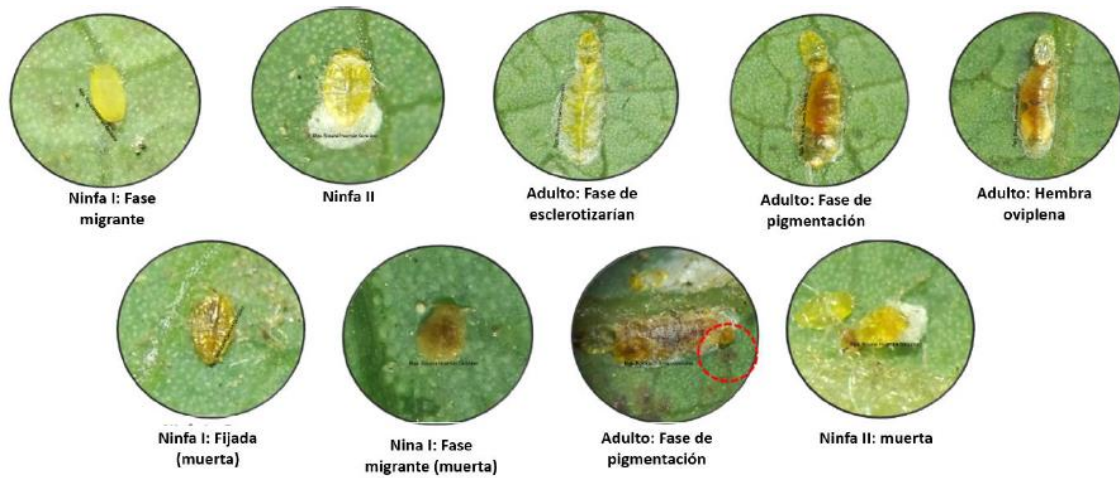 Ninfa I: Fase
migrante
Ninfa II
Adulto: Fase de
esclerotizarían
Adulto: Fase de
pigmentación
Adulto: Hembra
oviplena
Ninfa I: Fijada
(muerta)
Nina I: Fase
migrante (muerta)
Adulto: Fase de
pigmentación
Ninfa II: muerta